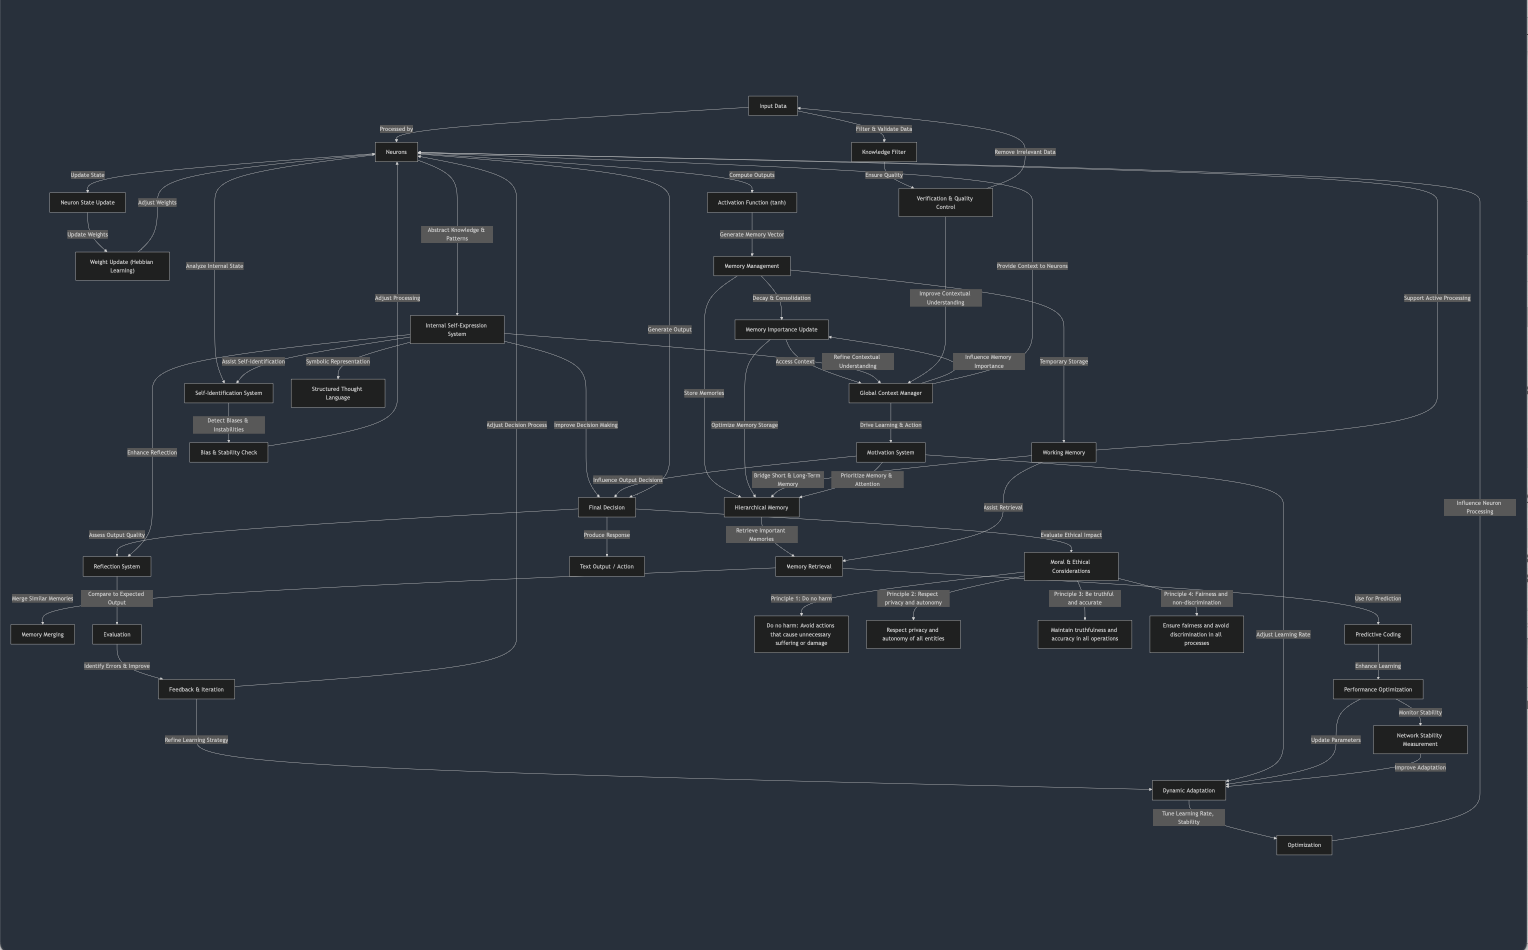 Input Data
Processed by
Filter & Validate Data
Neurons
Knowledge Filter
Remove Irrelevant Data
Update State
Compute Outputs
Ensure Quality
Neuron State Update
Adjust Weights
Activation Function (tanh)
Verification & Quality
Control
Update Weights
Abstract Knowledge &
Patterns
Generate Memory Vector
Weight Update (Hebbian
Learning)
Analyze Internal State
Memory Management
Provide Context to Neurons
Adjust Processing
Decay & Consolidation
Improve Contextual
Understanding
Support Active Processing
Internal Self-Expression
System
Generate Output
Memory Importance Update
Assist Self-identification
Symbolic Representation
Access Context
Refine Contextual
Understanding
Influence Memory
Importance
Temporary Storage
Self-Identification System
Structured Thought
Language
Store Memories
Global Context Manager
Detect Biases &
Instabilities
Adjust Decision Process
Improve Decision Making
Optimize Memory Storage
Drive Learning & Action
Enhance Reflection
Bias & Stability Check
Motivation System
Working Memory
Influence Output Decisions
Bridge Short & Long-Term
Memory
Prioritize Memory &
Attention
Final Decision
Hierarchical Memory
Assist Retrieval
Influence Neuron
Processing
Assess Output Quality
Produce Response
Retrieve Important
Memories
Evaluate Ethical Impact
Reflection System
Text Output / Action
Memory Retrieval
Moral & Ethical
Considerations
Merge Similar Memories
Compare to Expected
Output
Principle 1: Do no harm
Principle 2: Respect
privacy and autonomy
Principle 3: Be truthful
and accurate
Principle 4: Fairness and
non-discrimination
Use for Prediction
Memory Merging
Evaluation
Do no harm: Avoid actions
that cause unnecessary
suffering or damage
Respect privacy and
autonomy of all entities
Maintain truthfulness and
accuracy in all operations
Ensure fairness and avoid
discrimination in all
processes
Adjust Learning Rate
Predictive Coding
Identify Errors & Improve
Enhance Learning
Feedback & Iteration
Performance Optimization
Monitor Stability
Refine Learning Strategy
Update Parameters
Network Stability
Measurement
Improve Adaptation
Dynamic Adaptation
Tune Learning Rate,
Stability
Optimization